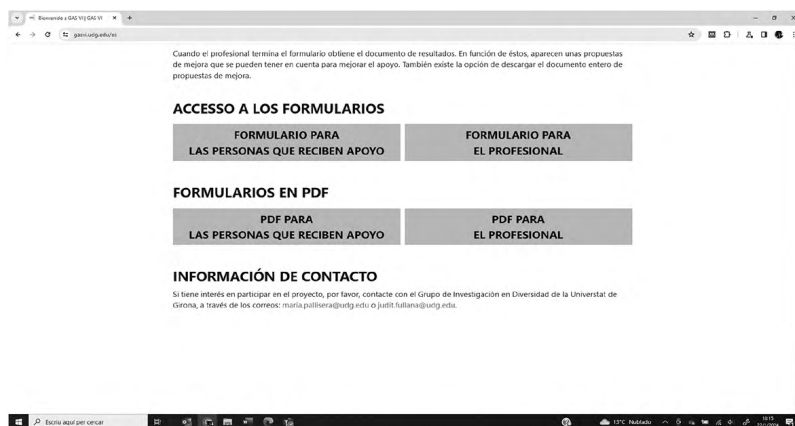 Bienvenido a GAS VI | GAS VI
gasvi.udg.edu/es
Cuando el profesional termina el formulario obtiene el documento de resultados. En función de éstos, aparecen unas propuestas
de mejora que se pueden tener en cuenta para mejorar el apoyo. También existe la opción de descargar el documento entero de
propuestas de mejora.
ACCESSO A LOS FORMULARIOS
FORMULARIO PARA
LAS PERSONAS QUE RECIBEN APOYO
FORMULARIO PARA
EL PROFESIONAL
FORMULARIOS EN PDF
PDF PARA
LAS PERSONAS QUE RECIBEN APOYO
PDF PARA
EL PROFESIONAL
INFORMACIÓN DE CONTACTO
Si tiene interés en participar en el proyecto, por favor, contacte con el Grupo de Investigación en Diversidad de la Universtat de
Girona, a través de los correos: maria.pallisera@udg.edu o judit.fullana@udg.edu.
Escriu aquí per cercar
13°C Nublado
10:15